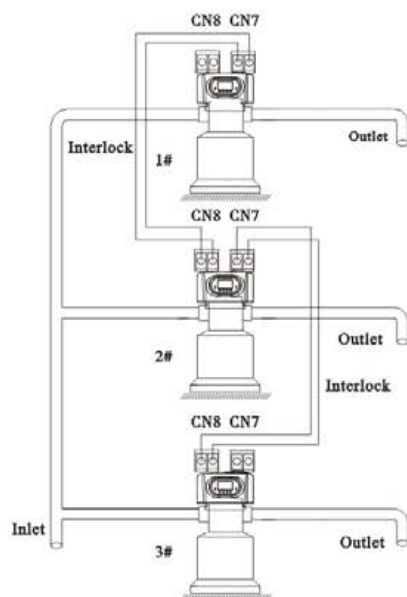 CN8 CN7
Outlet
Interlock
1#
CN8 CN7
Outlet
2#
Interlock
CN8 CN7
Inlet
Outlet
3#